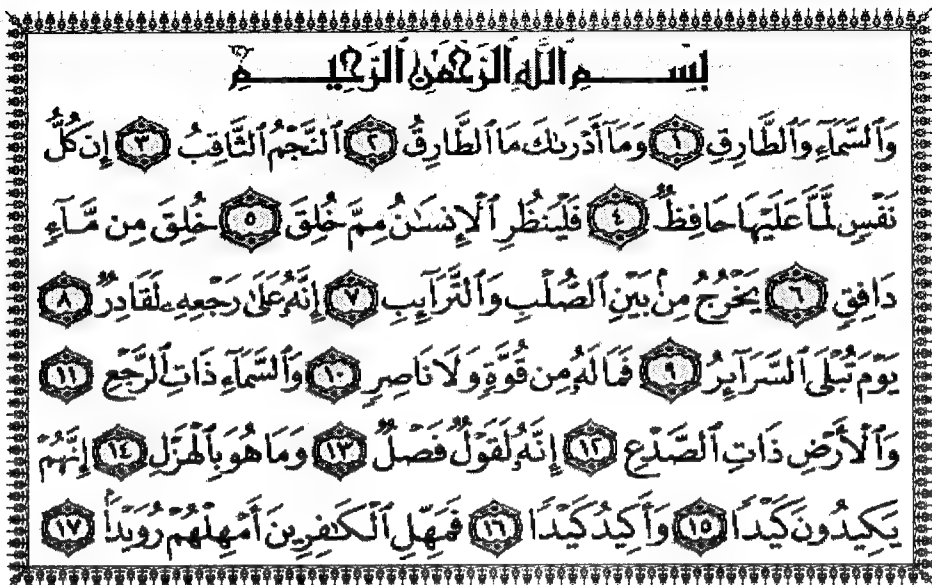 بِسْمِ ٱللَّهِ ٱلرَّحْمَٰنِ ٱلرَّحِيمِ
وَٱلسَّمَآءِ وَٱلطَّارِقِ ١ وَمَآ أَدْرَىٰكَ مَا ٱلطَّارِقُ ٢ ٱلنَّجْمُ ٱلثَّاقِبُ ٣ إِن كُلُّ
نَفْسٍ لَّمَّا عَلَيْهَا حَافِظٌ ٤ فَلْيَنظُرِ ٱلْإِنسَٰنُ مِمَّ خُلِقَ ٥ خُلِقَ مِن مَّآءٍ
دَافِقٍ ٦ يَخْرُجُ مِنۢ بَيْنِ ٱلصُّلْبِ وَٱلتَّرَآئِبِ ٧ إِنَّهُۥ عَلَىٰ رَجْعِهِۦ لَقَادِرٌ ٨
يَوْمَ تُبْلَى ٱلسَّرَآئِرُ ٩ فَمَا لَهُۥ مِن قُوَّةٍ وَلَا نَاصِرٍ ١٠ وَٱلسَّمَآءِ ذَاتِ ٱلرَّجْعِ ١١
وَٱلْأَرْضِ ذَاتِ ٱلصَّدْعِ ١٢ إِنَّهُۥ لَقَوْلٌ فَصْلٌ ١٣ وَمَا هُوَ بِٱلْهَزْلِ ١٤ إِنَّهُمْ
يَكِيدُونَ كَيْدًا ١٥ وَأَكِيدُ كَيْدًا ١٦ فَمَهِّلِ ٱلْكَٰفِرِينَ أَمْهِلْهُمْ رُوَيْدًۢا ١٧